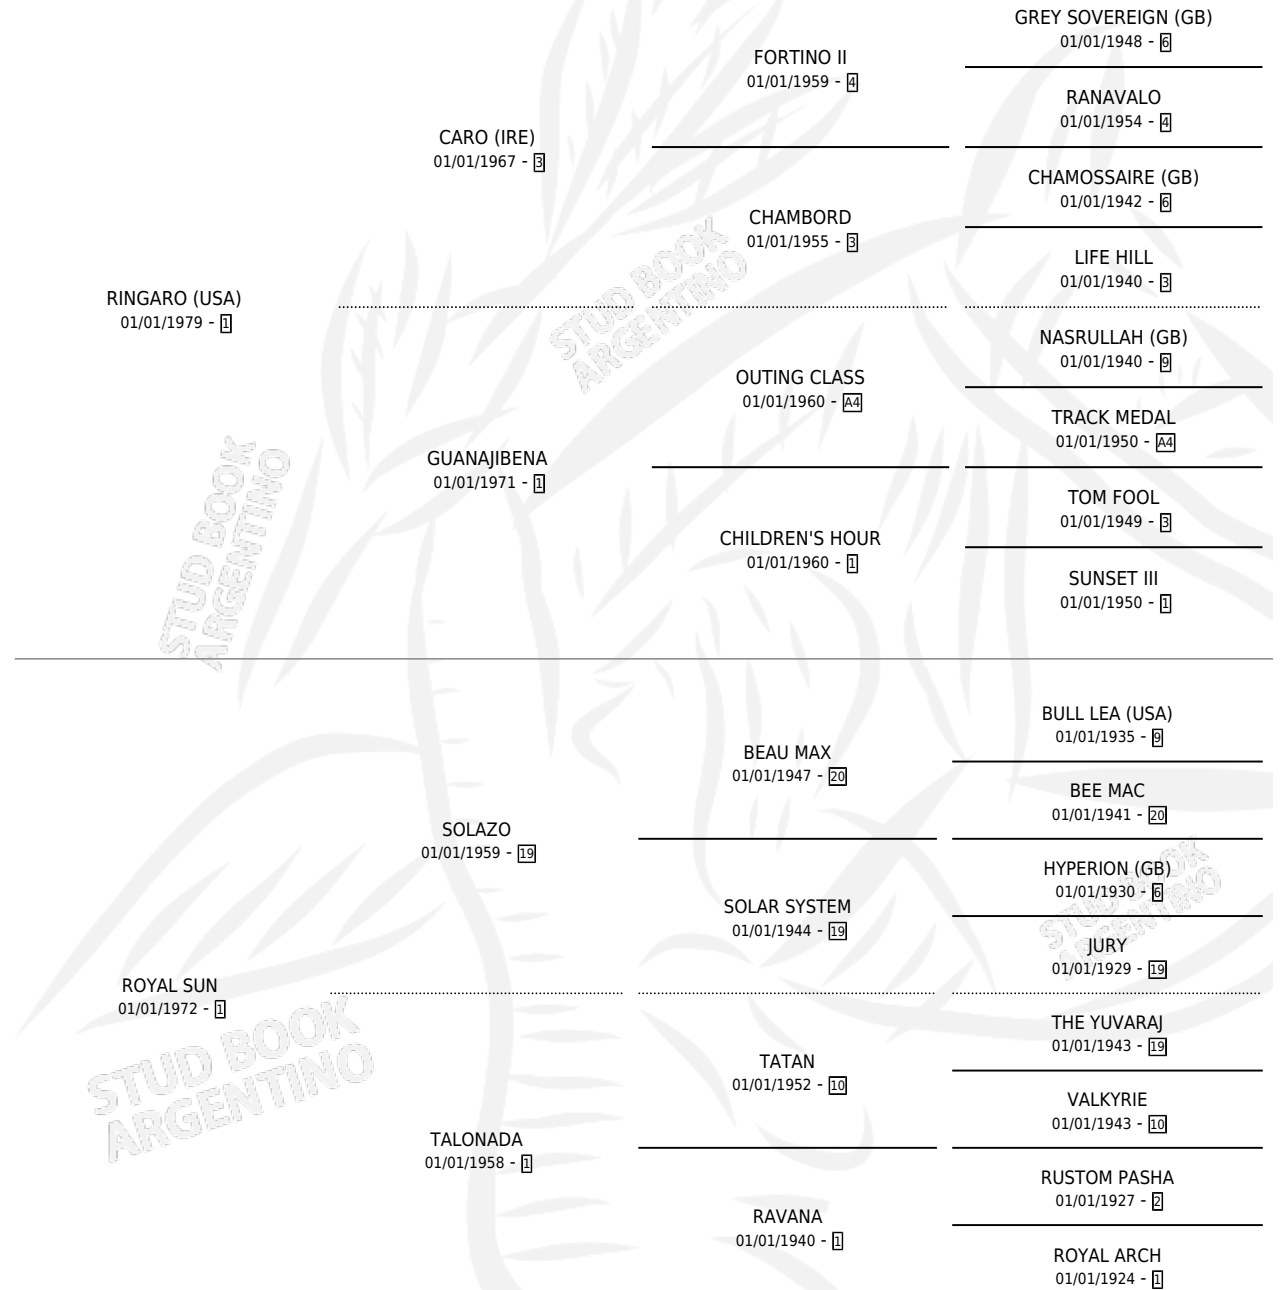 GREY SOVEREIGN (GB)
01/01/1948 - 6
FORTINO II
01/01/1959 - 4
RANAVALO
01/01/1954 - 4
CARO (IRE)
01/01/1967 - 3
CHAMOSSAIRE (GB)
01/01/1942 - 6
CHAMBORD
01/01/1955 - 3
LIFE HILL
01/01/1940 - 3
RINGARO (USA)
01/01/1979 - 1
NASRULLAH (GB)
01/01/1940 - 9
OUTING CLASS
01/01/1960 - A4
TRACK MEDAL
01/01/1950 - A4
GUANAJIBENA
01/01/1971 - 1
TOM FOOL
01/01/1949 - 3
CHILDREN'S HOUR
01/01/1960 - 1
SUNSET III
01/01/1950 - 1
BULL LEA (USA)
01/01/1935 - 9
BEAU MAX
01/01/1947 - 20
BEE MAC
01/01/1941 - 20
SOLAZO
01/01/1959 - 19
HYPERION (GB)
01/01/1930 - 6
SOLAR SYSTEM
01/01/1944 - 19
JURY
01/01/1929 - 19
ROYAL SUN
01/01/1972 - 1
THE YUVARAJ
01/01/1943 - 19
TATAN
01/01/1952 - 10
VALKYRIE
01/01/1943 - 10
TALONADA
01/01/1958 - 1
RUSTOM PASHA
01/01/1927 - 2
RAVANA
01/01/1940 - 1
ROYAL ARCH
01/01/1924 - 1
STUD BOOK
ARGENTINO
STUD BOOK
ARGENTINO
STUD BOOK
ARGENTINO
STUD BOOK
ARGENTINO